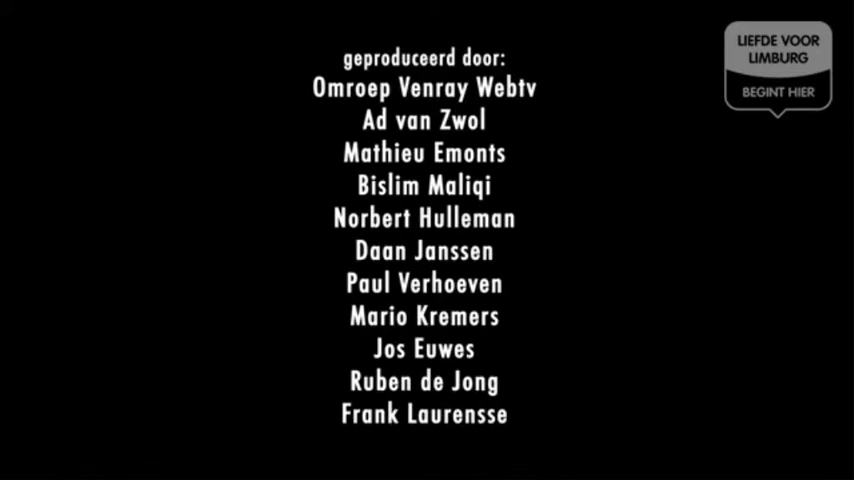 geproduceerd door:
Omroep Venray Webtv
Ad van Zwol
Mathieu Emonts
Bislim Maliqi
Norbert Hulleman
Daan Janssen
Paul Verhoeven
Mario Kremers
Jos Euwes
Ruben de Jong
Frank Laurensse
LIEFDE VOOR
LIMBURG
BEGINT HIER